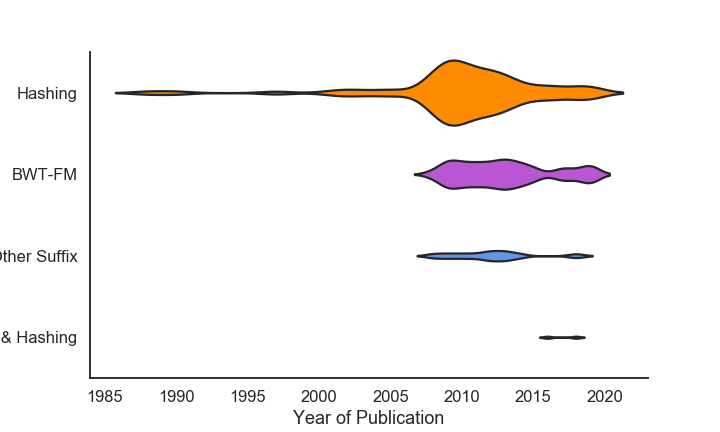 Hashing
BWT-FM
Other Suffix
& Hashing
1985 1990 1995 2000 2005 2010 2015 2020
Year of Publication